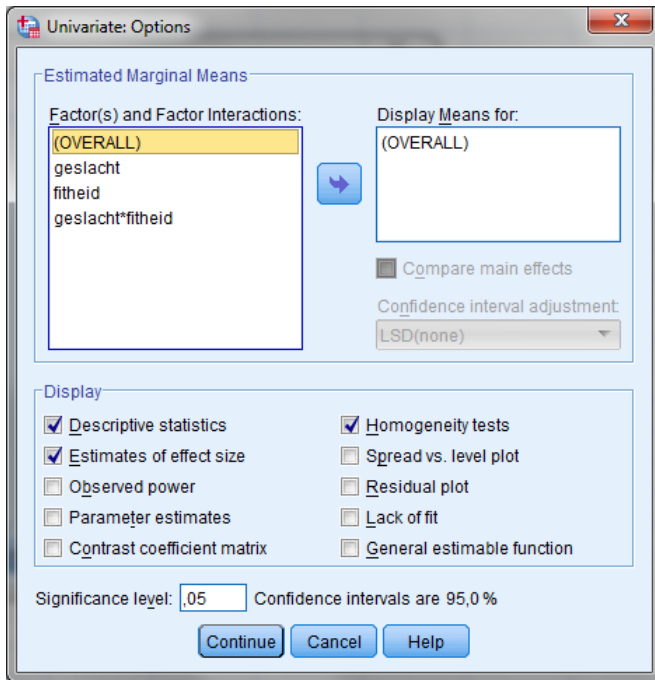 Univariate: Options
Estimated Marginal Means
Factor(s) and Factor Interactions:
(OVERALL)
geslacht
fitheid
geslacht*fitheid
Display Means for:
(OVERALL)
Compare main effects
Confidence interval adjustment:
LSD(none)
Display
Descriptive statistics
Homogeneity tests
Estimates of effect size
Spread vs. level plot
Observed power
Residual plot
Parameter estimates
Lack of fit
Contrast coefficient matrix
General estimable function
Significance level: ,05 Confidence intervals are 95,0 %
Continue Cancel Help